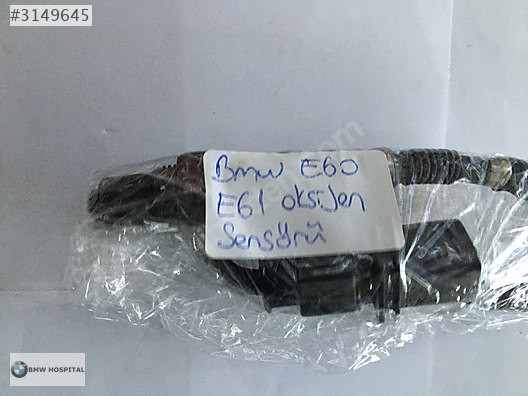 #3149645
Bmw E60
E61 oksijen
Sensörü
BMW HOSPITAL